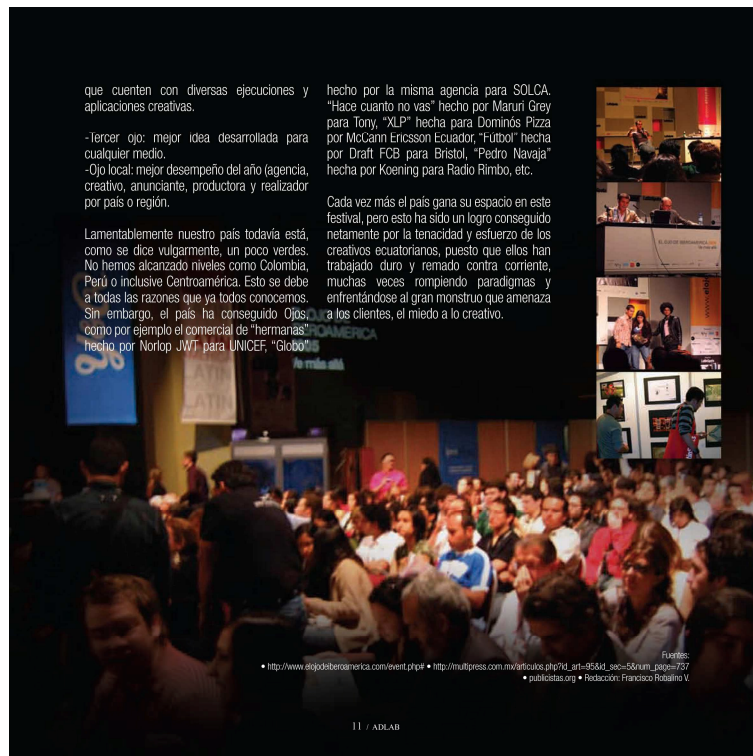 que cuenten con diversas ejecuciones y
aplicaciones creativas.
-Tercer ojo: mejor idea desarrollada para
cualquier medio.
-Ojo local: mejor desempeño del año (agencia,
creativo, anunciante, productora y realizador
por país o región.
Lamentablemente nuestro país todavía está,
como se dice vulgarmente, un poco verdes.
No hemos alcanzado niveles como Colombia,
Perú o inclusive Centroamérica. Esto se debe
a todas las razones que ya todos conocemos.
Sin embargo, el país ha conseguido Ojos,
como por ejemplo el comercial de “hermanas”
hecho por Norlop JWT para UNICEF, “Globo”
hecho por la misma agencia para SOLCA.
“Hace cuanto no vas” hecho por Maruri Grey
para Tony, “XLP” hecha para Dominós Pizza
por McCann Ericsson Ecuador, “Fútbol” hecha
por Draft FCB para Bristol, “Pedro Navaja”
hecha por Koening para Radio Rimbo, etc.
Cada vez más el país gana su espacio en este
festival, pero esto ha sido un logro conseguido
netamente por la tenacidad y esfuerzo de los
creativos ecuatorianos, puesto que ellos han
trabajado duro y remado contra corriente,
muchas veces rompiendo paradigmas y
enfrentándose al gran monstruo que amenaza
a los clientes, el miedo a lo creativo.
EL OJO DE IBEROAMERICA
Ve más allá
LATIN
Fuentes:
• http://www.elojodeiberoamerica.com/event.php# • http://multipress.com.mx/articulos.php?id_art=95&id_sec=5&num_page=737
• publicistas.org • Redacción: Francisco Robalino V.
11 / ADLAB